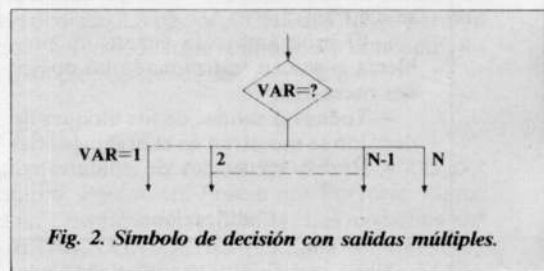 VAR=?
VAR=1 2 N-1 N
Fig. 2. Símbolo de decisión con salidas múltiples.